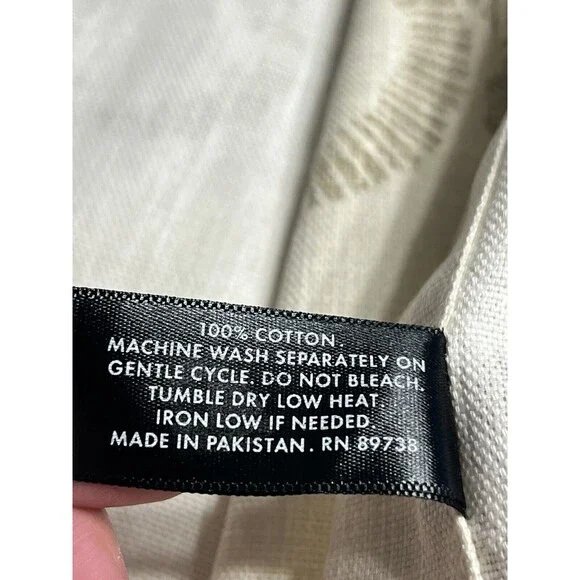 100% COTTON.
MACHINE WASH SEPARATELY ON
GENTLE CYCLE. DO NOT BLEACH.
TUMBLE DRY LOW HEAT
IRON LOW IF NEEDED.
MADE IN PAKISTAN. RN 89738